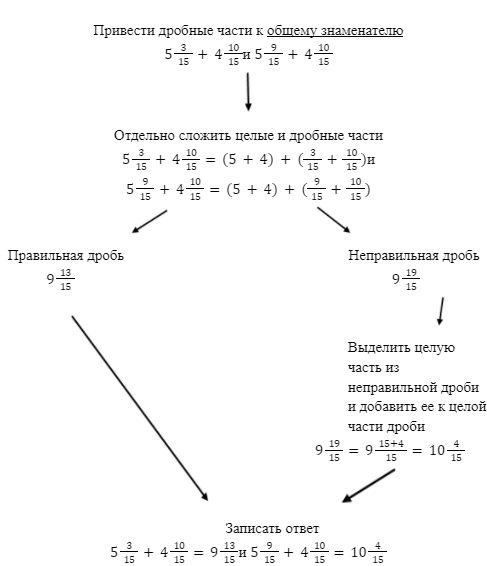 Привести дробные части к общему знаменателю
5 3/15 + 4 10/15 и 5 9/15 + 4 10/15
Отдельно сложить целые и дробные части
5 3/15 + 4 10/15 = (5 + 4) + (3/15 + 10/15)и
5 9/15 + 4 10/15 = (5 + 4) + (9/15 + 10/15)
Правильная дробь
9 13/15
Неправильная дробь
9 19/15
Выделить целую
часть из
неправильной дроби
и добавить ее к целой
части дроби
9 19/15 = 9 15+4/15 = 10 4/15
Записать ответ
5 3/15 + 4 10/15 = 9 13/15 и 5 9/15 + 4 10/15 = 10 4/15